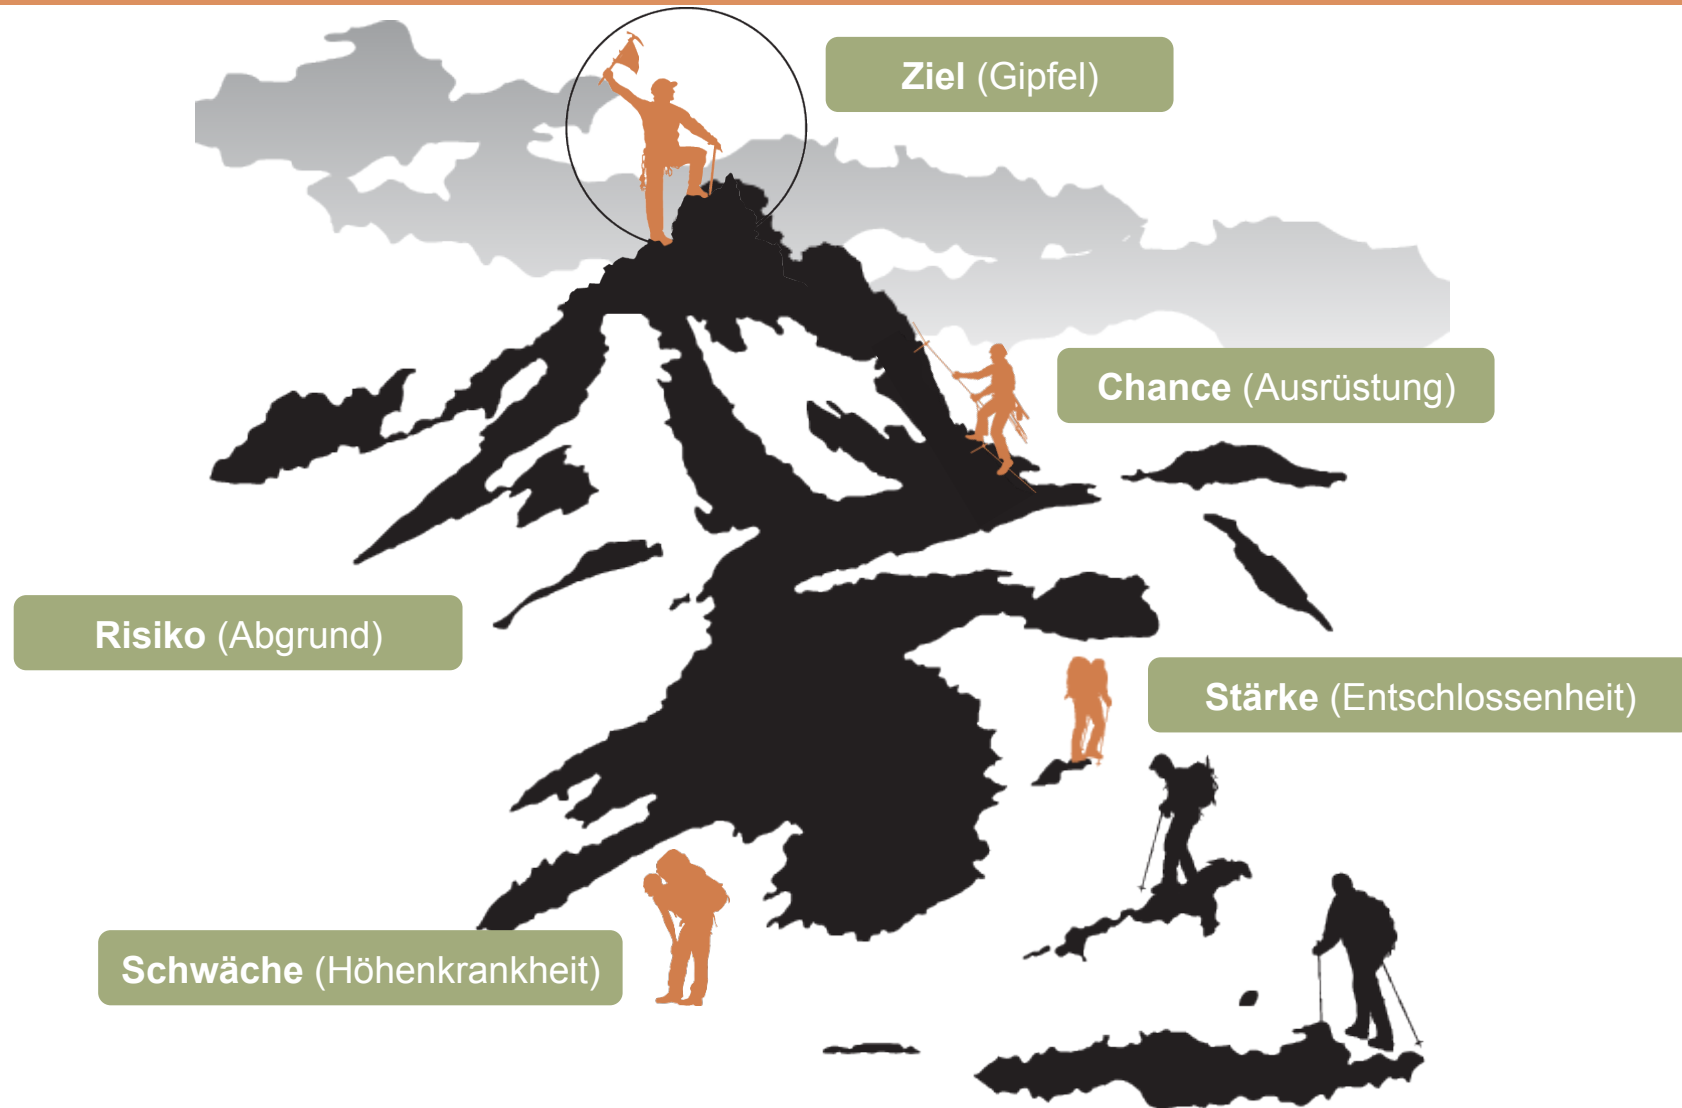 Ziel (Gipfel)
Chance (Ausrüstung)
Risiko (Abgrund)
Stärke (Entschlossenheit)
Schwäche (Höhenkrankheit)